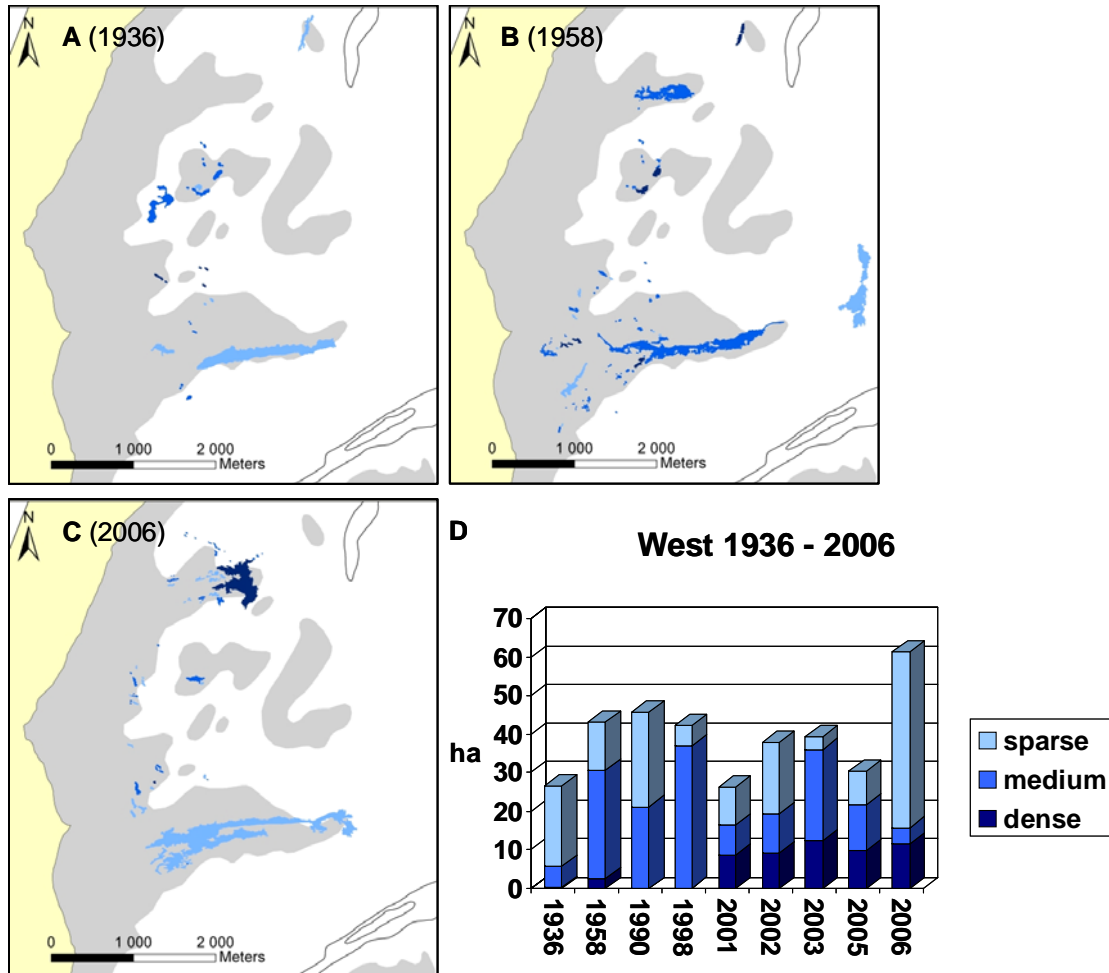 N
A (1936)
0 1 000 2 000
Meters
N
B (1958)
0 1 000 2 000
Meters
N
C (2006)
0 1 000 2 000
Meters
D
West 1936 - 2006
70
60
50
40
30
20
10
0
ha
1936
1958
1990
1998
2001
2002
2003
2005
2006
sparse
medium
dense